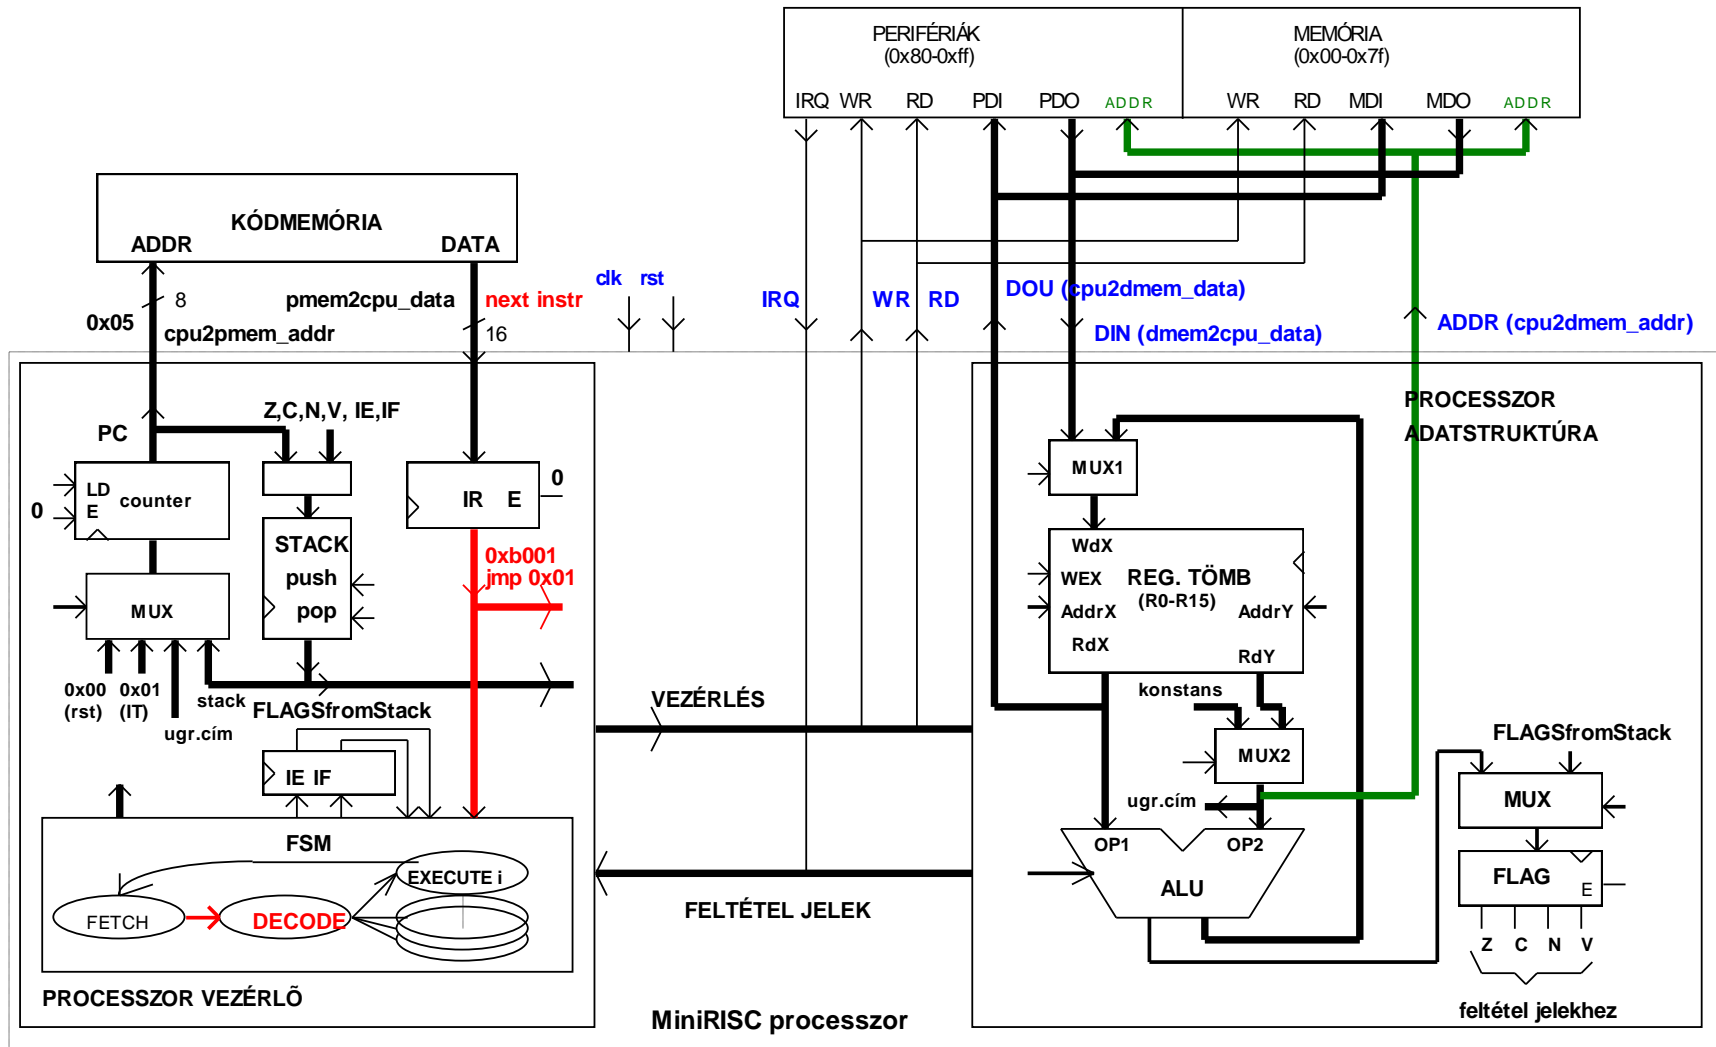 PERIFÉRIÁK
(0x80-0xff)
MEMÓRIA
(0x00-0x7f)
IRQ WR RD PDI PDO ADDR
WR RD MDI MDO ADDR
KÓDMEMÓRIA
ADDR DATA
8
0x05
cpu2pmem_addr
pmem2cpu_data
next instr
16
clk rst
IRQ
WR RD
DOU (cpu2dmem_data)
DIN (dmem2cpu_data)
ADDR (cpu2dmem_addr)
PC
Z,C,N,V, IE,IF
LD
E
counter
0
IR E
0
STACK
push
pop
0xb001
jmp 0x01
MUX
0x00
(rst)
0x01
(IT)
ugr.cím
stack
FLAGSfromStack
IE IF
FSM
FETCH
DECODE
EXECUTE i
PROCESSZOR VEZÉRLÕ
VEZÉRLÉS
FELTÉTEL JELEK
MiniRISC processzor
PROCESSZOR
ADATSTRUKTÚRA
MUX1
WdX
WEX
REG. TÖMB
(R0-R15)
AddrX
AddrY
RdX
RdY
konstans
MUX2
ugr.cím
OP1 OP2
ALU
FLAGSfromStack
MUX
FLAG
E
Z C N V
feltétel jelekhez